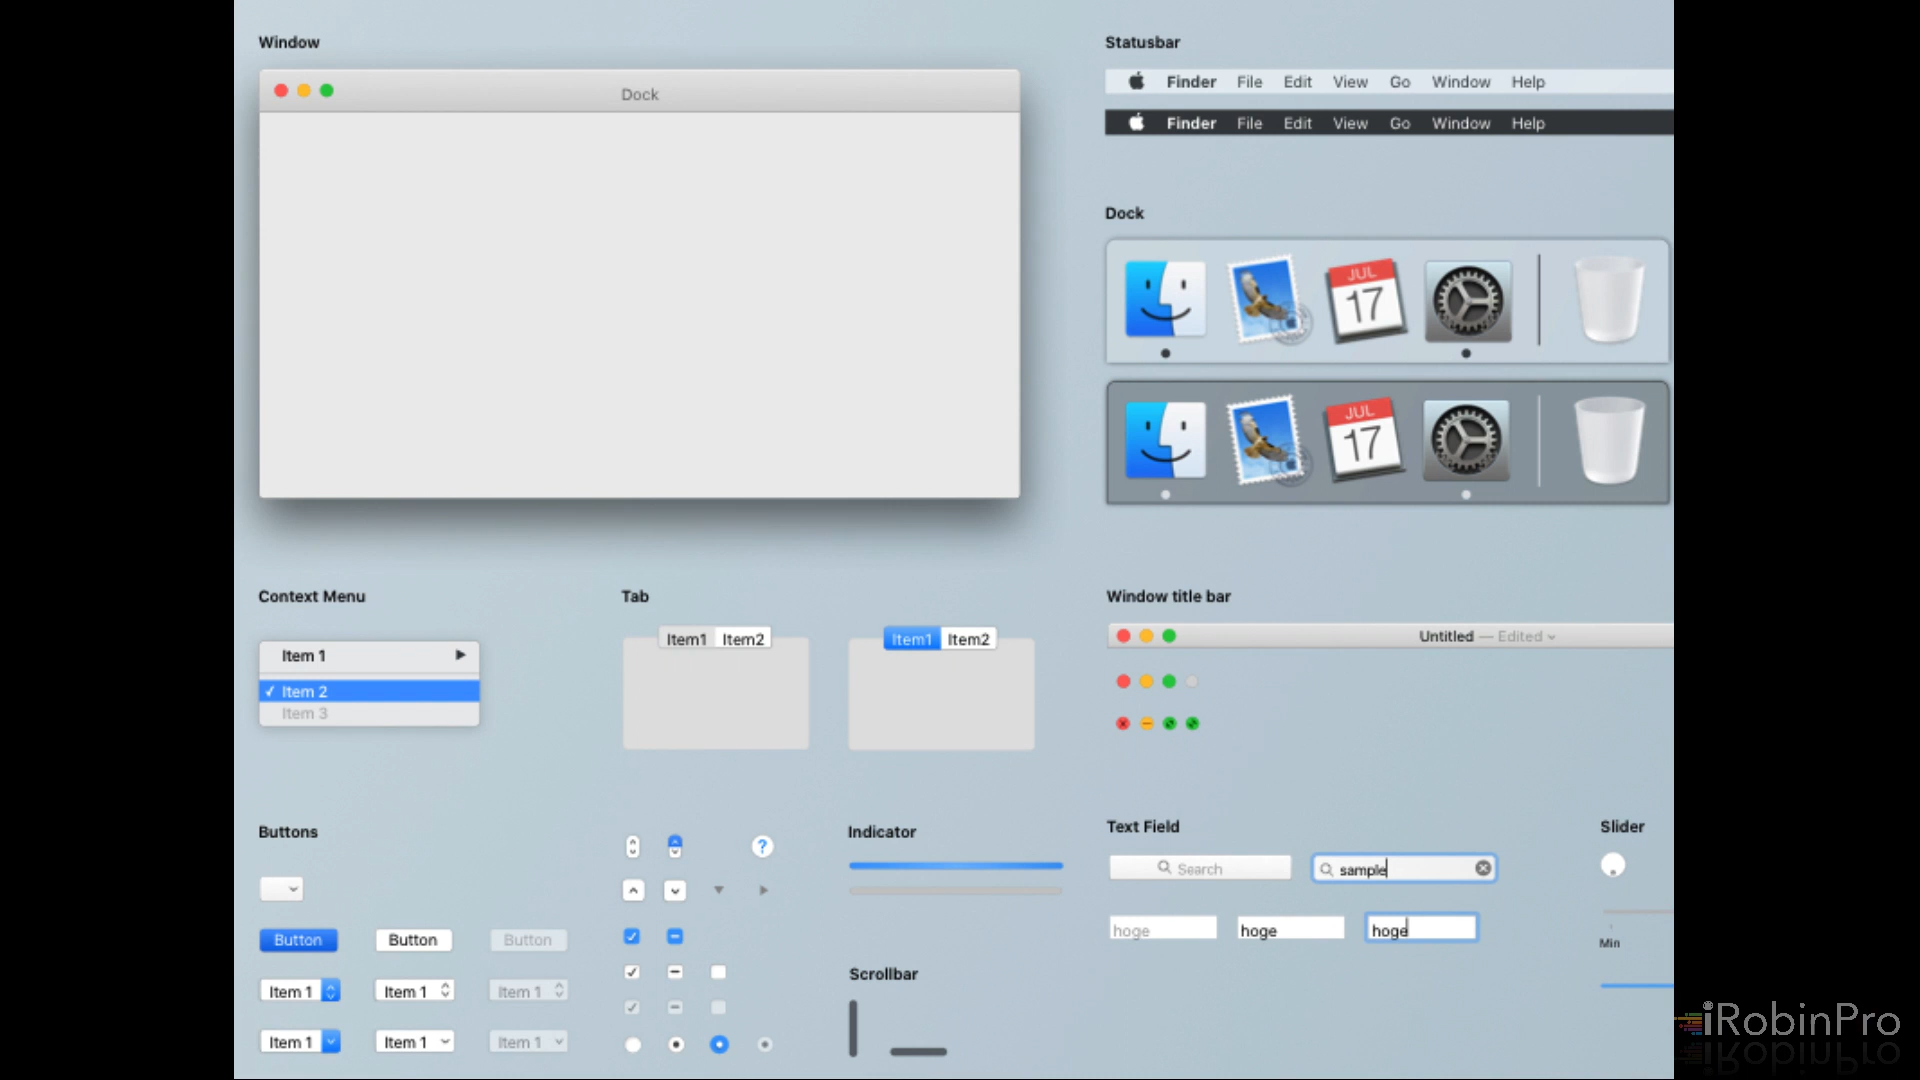 Window
Dock
Statusbar
Finder File Edit View Go Window Help
Finder File Edit View Go Window Help
Dock
JUL
17
JUL
17
Context Menu
Item 1
Item 2
Item 3
Tab
Item1 Item2
Item1 Item2
Window title bar
Untitled — Edited
Buttons
Button Button Button
Item 1 Item 1 Item 1
Item 1 Item 1 Item 1
?
Indicator
Scrollbar
Text Field
Search
sample
hoge hoge hoge
Slider
Min
iRobinPro